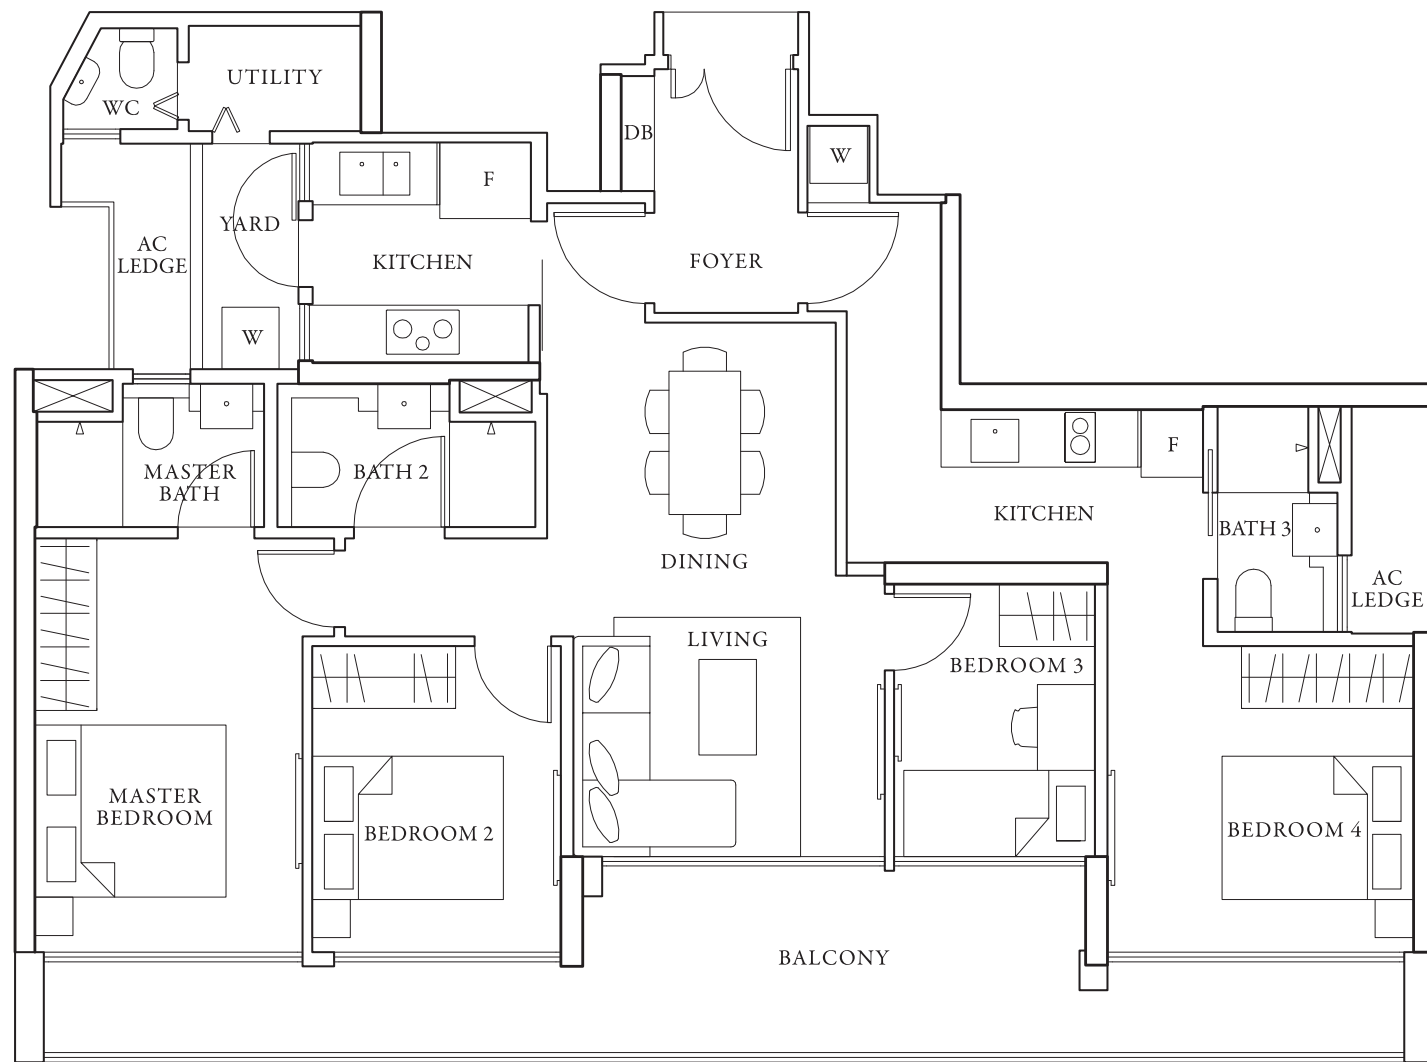 UTILITY
WC
DB
W
F
YARD
AC
LEDGE
KITCHEN
FOYER
W
F
MASTER
BATH
BATH 2
KITCHEN
BATH 3
DINING
AC
LEDGE
LIVING
BEDROOM 3
MASTER
BEDROOM
BEDROOM 2
BEDROOM 4
BALCONY